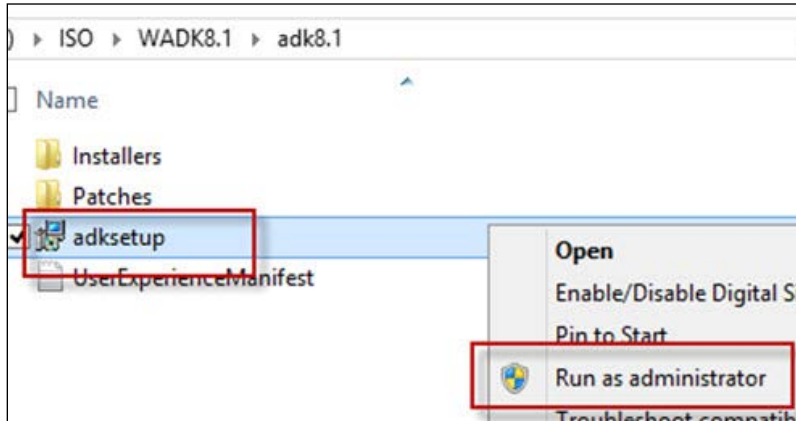 ISO WADK8.1 adk8.1
Name
Installers
Patches
adksetup
UserExperienceManifest
Open
Enable/Disable Digital
Pin to Start
Run as administrator
Troubleshoot